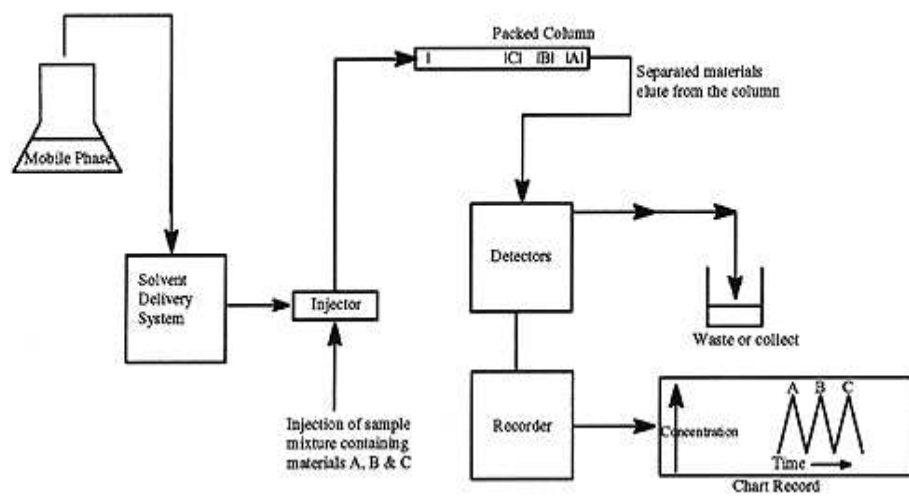 Packed Column
|
|C|
|B|
|A|
Separated materials
elute from the column
Mobile Phase
Solvent
Delivery
System
Injector
Detectors
Waste or collect
Injection of sample
mixture containing
materials A, B & C
Recorder
A
B
C
Concentration
Time
Chart Record